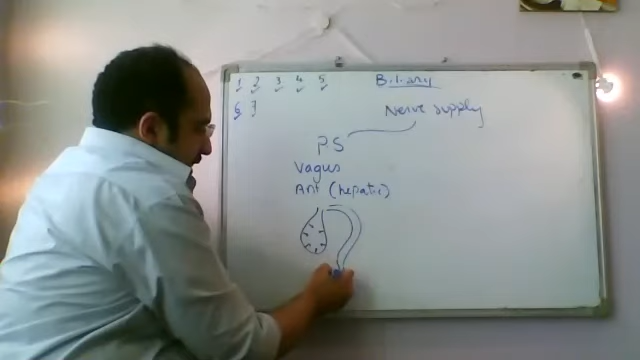 1 2 3 4 5
Biliary
6 7
Nerve supply
PS
Vagus
Ant (hepatic)